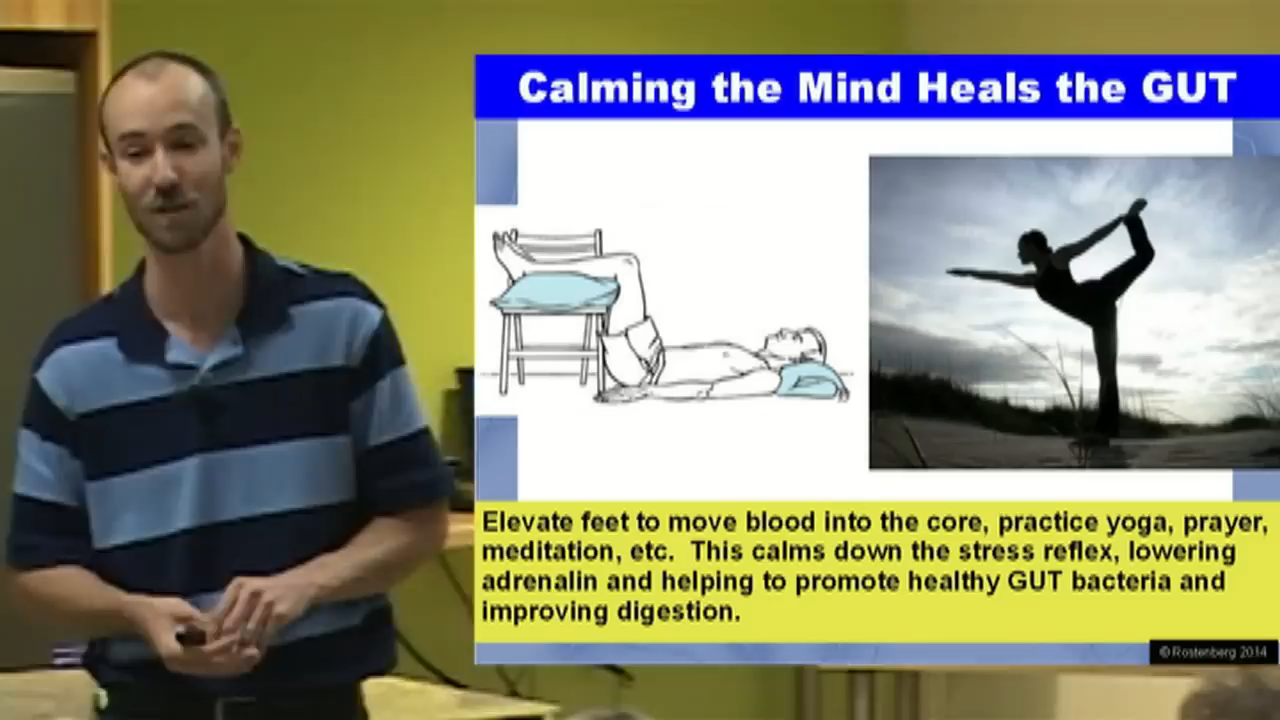 Calming the Mind Heals the GUT
Elevate feet to move blood into the core, practice yoga, prayer,
meditation, etc.  This calms down the stress reflex, lowering
adrenalin and helping to promote healthy GUT bacteria and
improving digestion.
© Rostenberg 2014